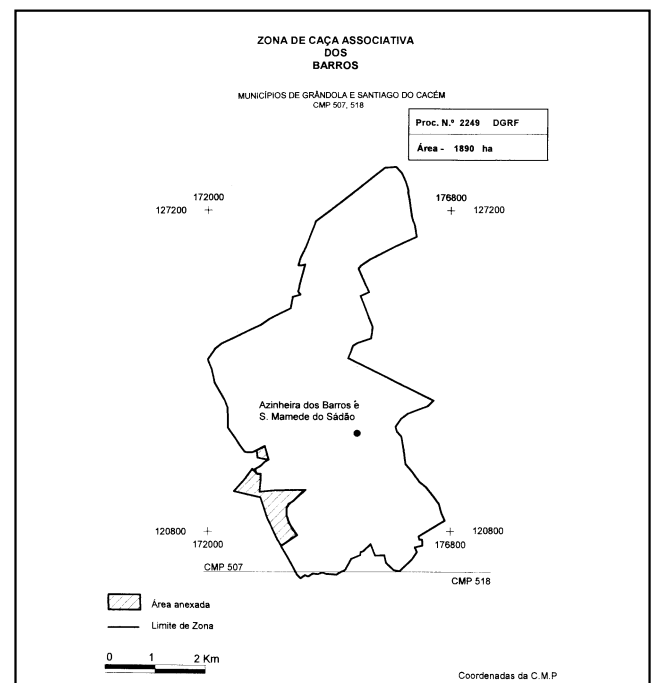 ZONA DE CAÇA ASSOCIATIVA
DOS
BARROS
MUNICÍPIOS DE GRÂNDOLA E SANTIAGO DO CACÉM
CMP 507, 518
Proc. N.º 2249 DGRF
Área - 1890 ha
172000
127200
176800
127200
Azinheira dos Barros e
S. Mamede do Sádão
120800
172000
120800
176800
CMP 507
CMP 518
Área anexada
Limite de Zona
0 1 2 Km
Coordenadas da C.M.P